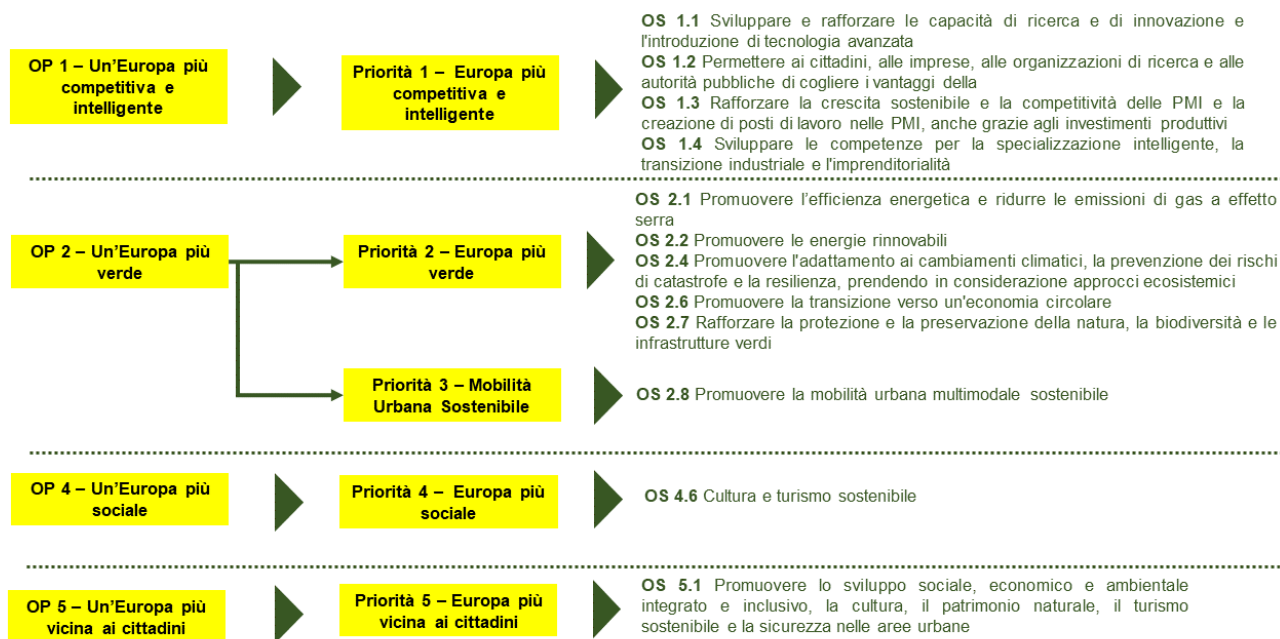 OP 1 – Un’Europa più
competitiva e
intelligente
Priorità 1 – Europa più
competitiva e
intelligente
OS 1.1 Sviluppare e rafforzare le capacità di ricerca e di innovazione e
l'introduzione di tecnologia avanzata
OS 1.2 Permettere ai cittadini, alle imprese, alle organizzazioni di ricerca e alle
autorità pubbliche di cogliere i vantaggi della
OS 1.3 Rafforzare la crescita sostenibile e la competitività delle PMI e la
creazione di posti di lavoro nelle PMI, anche grazie agli investimenti produttivi
OS 1.4 Sviluppare le competenze per la specializzazione intelligente, la
transizione industriale e l'imprenditorialità
OP 2 – Un’Europa più
verde
Priorità 2 – Europa più
verde
OS 2.1 Promuovere l’efficienza energetica e ridurre le emissioni di gas a effetto
serra
OS 2.2 Promuovere le energie rinnovabili
OS 2.4 Promuovere l'adattamento ai cambiamenti climatici, la prevenzione dei rischi
di catastrofe e la resilienza, prendendo in considerazione approcci ecosistemici
OS 2.6 Promuovere la transizione verso un'economia circolare
OS 2.7 Rafforzare la protezione e la preservazione della natura, la biodiversità e le
infrastrutture verdi
Priorità 3 – Mobilità
Urbana Sostenibile
OS 2.8 Promuovere la mobilità urbana multimodale sostenibile
OP 4 – Un’Europa più
sociale
Priorità 4 – Europa più
sociale
OS 4.6 Cultura e turismo sostenibile
OP 5 – Un’Europa più
vicina ai cittadini
Priorità 5 – Europa più
vicina ai cittadini
OS 5.1 Promuovere lo sviluppo sociale, economico e ambientale
integrato e inclusivo, la cultura, il patrimonio naturale, il turismo
sostenibile e la sicurezza nelle aree urbane